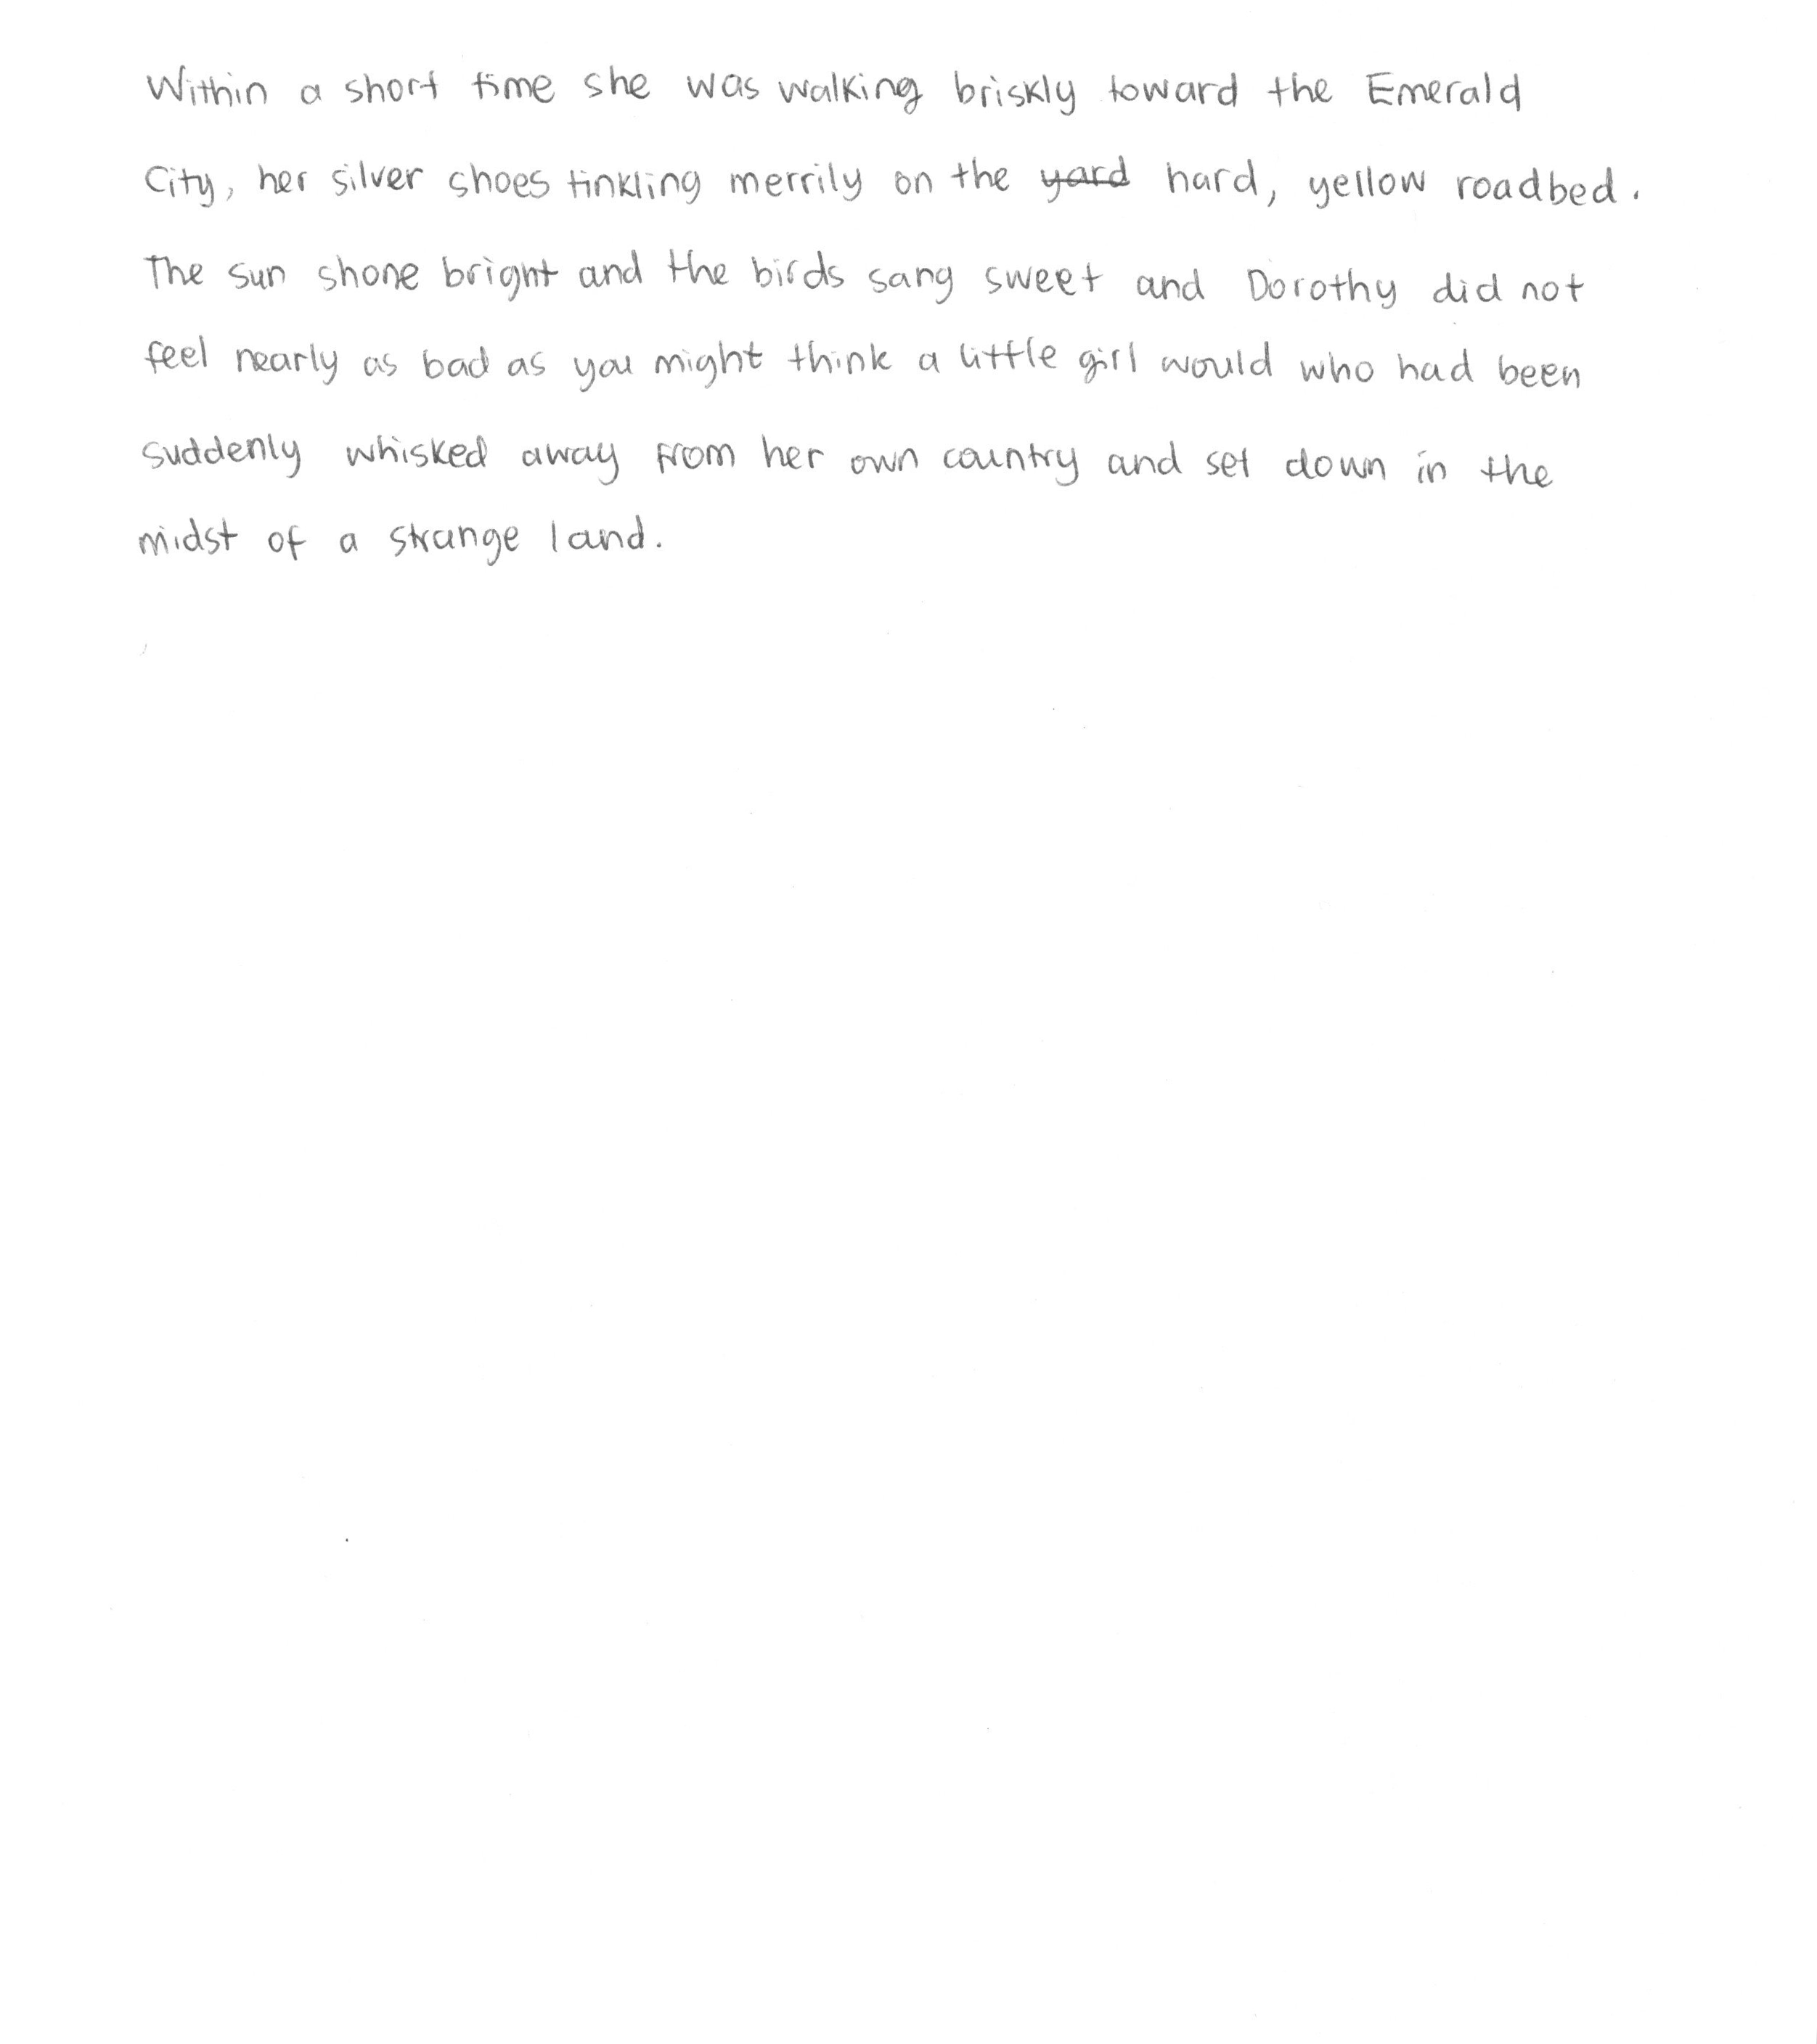 Within a short time she was walking briskly toward the Emerald
City, her silver shoes tinkling merrily on the yard hard, yellow roadbed.
The sun shone bright and the birds sang sweet and Dorothy did not
feel nearly as bad as you might think a little girl would who had been
suddenly whisked away from her own country and set down in the
midst of a strange land.